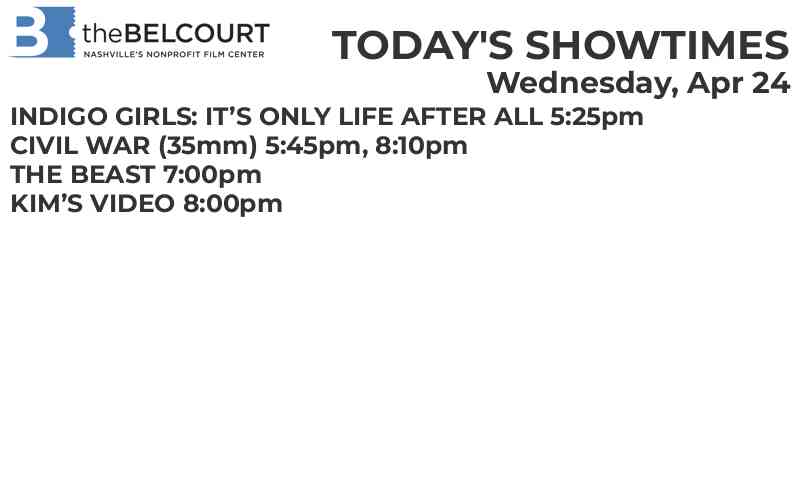 theBELCOURT
NASHVILLE'S NONPROFIT FILM CENTER
TODAY'S SHOWTIMES
Wednesday, Apr 24
INDIGO GIRLS: IT’S ONLY LIFE AFTER ALL 5:25pm
CIVIL WAR (35mm) 5:45pm, 8:10pm
THE BEAST 7:00pm
KIM’S VIDEO 8:00pm